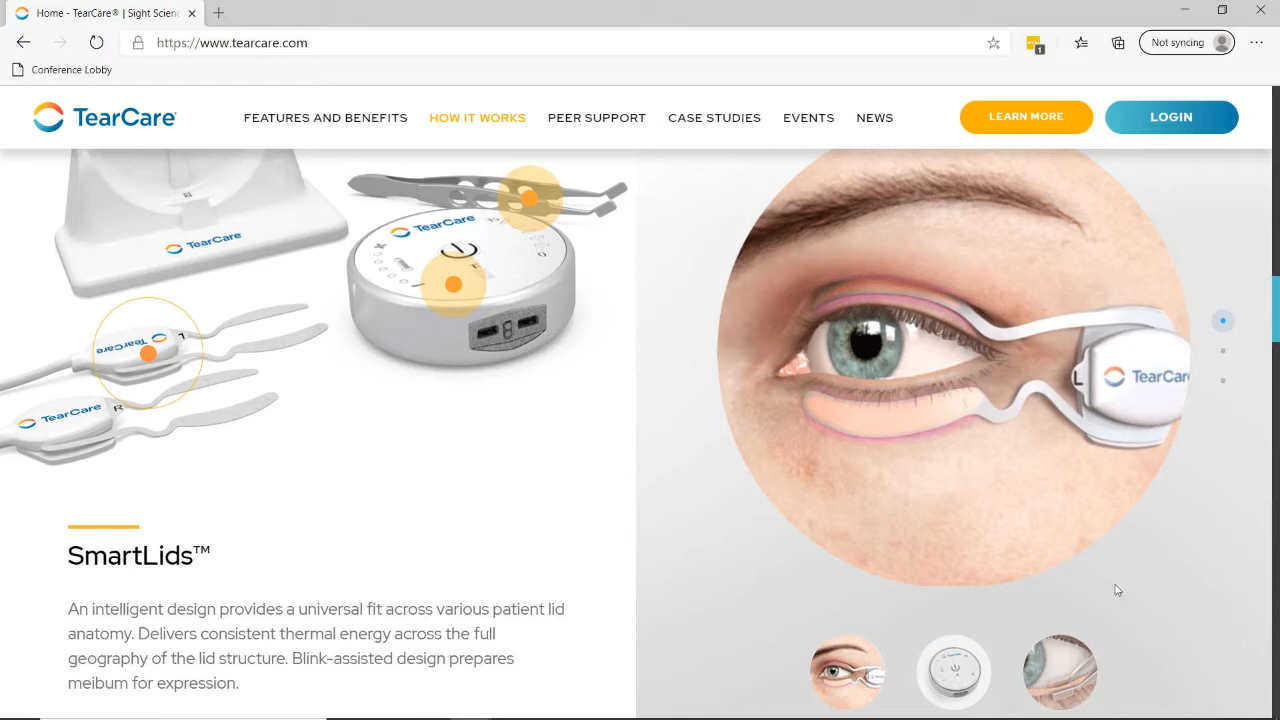 Home - TearCare® | Sight Scienc
https://www.tearcare.com
1
Not syncing
Conference Lobby
TearCare
FEATURES AND BENEFITS
HOW IT WORKS
PEER SUPPORT
CASE STUDIES
EVENTS
NEWS
LEARN MORE
LOGIN
TearCare
TearCare
TearCare
L
TearCare
R
L
TearCare
SmartLids™
An intelligent design provides a universal fit across various patient lid
anatomy. Delivers consistent thermal energy across the full
geography of the lid structure. Blink-assisted design prepares
meibum for expression.